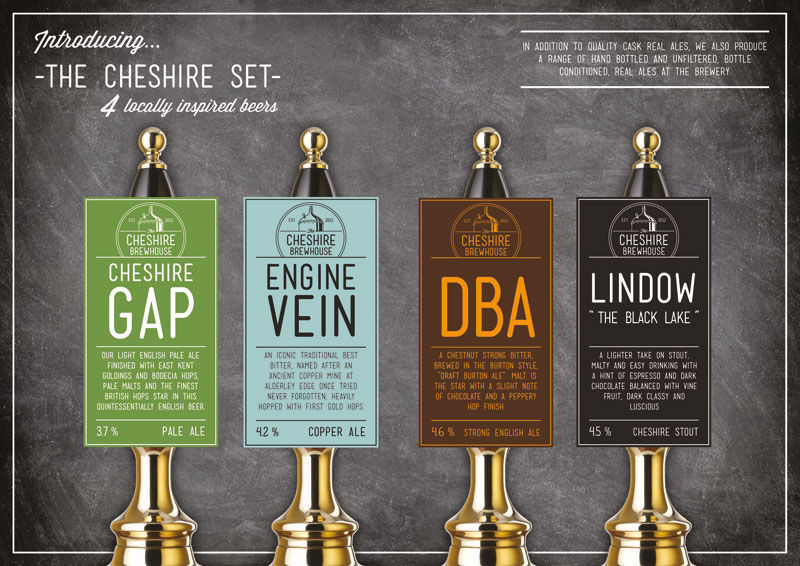 Introducing...
-THE CHESHIRE SET-
4 locally inspired beers
IN ADDITION TO QUALITY CASK REAL ALES, WE ALSO PRODUCE
A RANGE OF HAND BOTTLED AND UNFILTERED, BOTTLE
CONDITIONED, REAL ALES, AT THE BREWERY.
EST. 2012
The
CHESHIRE
BREWHOUSE
CHESHIRE
GAP
OUR LIGHT ENGLISH PALE ALE
FINISHED WITH EAST KENT
GOLDINGS AND BODECIA HOPS,
PALE MALTS AND THE FINEST
BRITISH HOPS STAR IN THIS
QUINTESSENTIALLY ENGLISH BEER.
3.7 % PALE ALE
EST. 2012
The
CHESHIRE
BREWHOUSE
ENGINE
VEIN
AN ICONIC TRADITIONAL BEST
BITTER, NAMED AFTER AN
ANCIENT COPPER MINE AT
ALDERLEY EDGE ONCE TRIED
NEVER FORGOTTEN, HEAVILY
HOPPED WITH FIRST GOLD HOPS.
4.2 % COPPER ALE
EST. 2012
The
CHESHIRE
BREWHOUSE
DBA
A CHESTNUT STRONG BITTER,
BREWED IN THE BURTON STYLE,
"DRAFT BURTON ALE". MALT IS
THE STAR WITH A SLIGHT NOTE
OF CHOCOLATE AND A PEPPERY
HOP FINISH.
4.6 % STRONG ENGLISH ALE
EST. 2012
The
CHESHIRE
BREWHOUSE
LINDOW
" THE BLACK LAKE "
A LIGHTER TAKE ON STOUT,
MALTY AND EASY DRINKING WITH
A HINT OF ESPRESSO AND DARK
CHOCOLATE BALANCED WITH VINE
FRUIT, DARK CLASSY AND
LUSCIOUS
4.5 % CHESHIRE STOUT